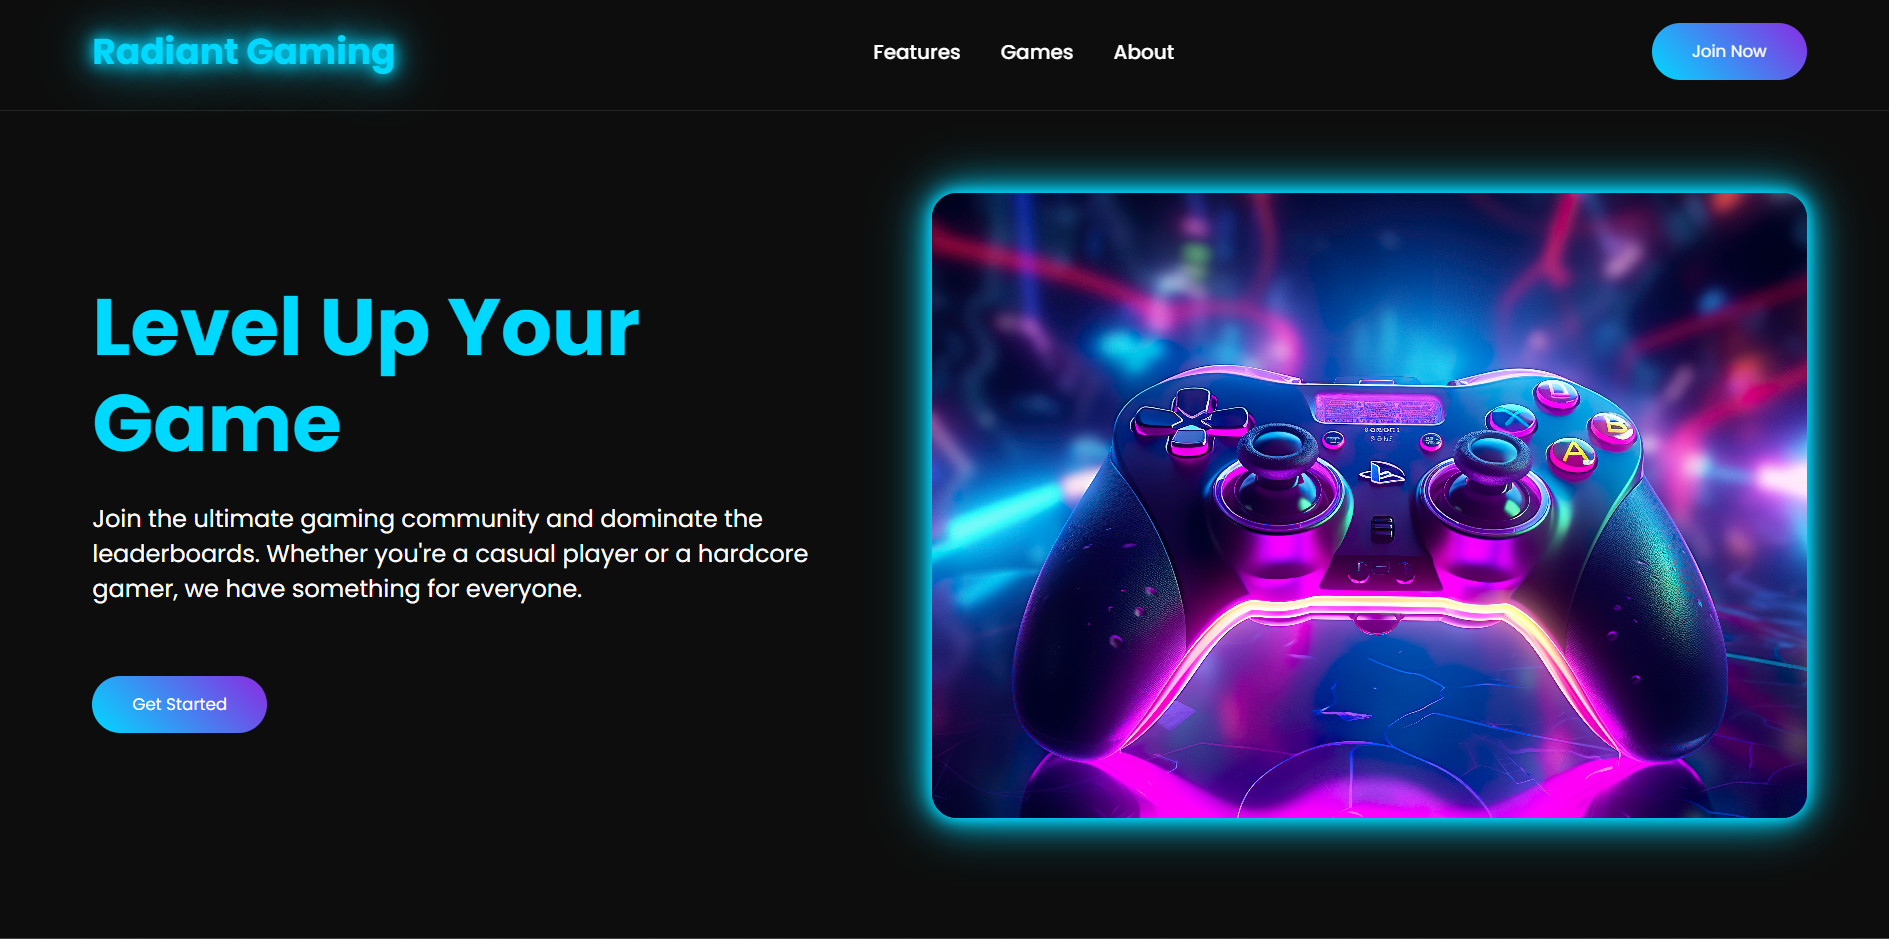 Radiant Gaming
Features
Games
About
Join Now
Level Up Your
Game
Join the ultimate gaming community and dominate the
leaderboards. Whether you're a casual player or a hardcore
gamer, we have something for everyone.
Get Started
X
B
A